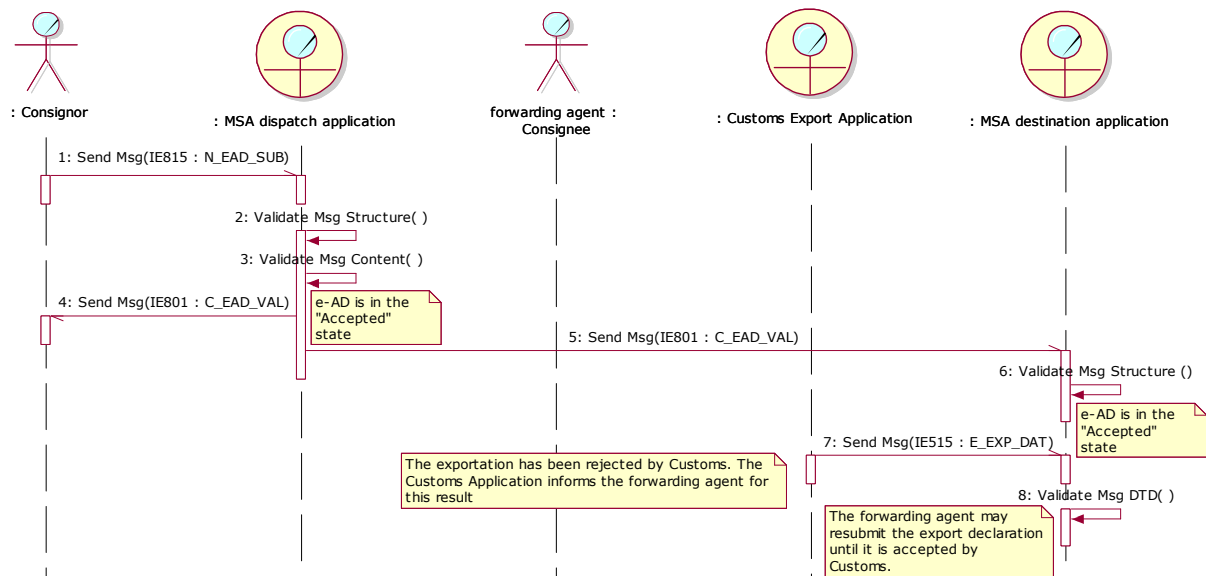 : Consignor
: MSA dispatch application
forwarding agent :
Consignee
: Customs Export Application
: MSA destination application
1: Send Msg(IE815 : N_EAD_SUB)
2: Validate Msg Structure( )
3: Validate Msg Content( )
4: Send Msg(IE801 : C_EAD_VAL)
e-AD is in the
"Accepted"
state
5: Send Msg(IE801 : C_EAD_VAL)
6: Validate Msg Structure ()
e-AD is in the
"Accepted"
state
7: Send Msg(IE515 : E_EXP_DAT)
The exportation has been rejected by Customs. The
Customs Application informs the forwarding agent for
this result
8: Validate Msg DTD( )
The forwarding agent may
resubmit the export declaration
until it is accepted by
Customs.